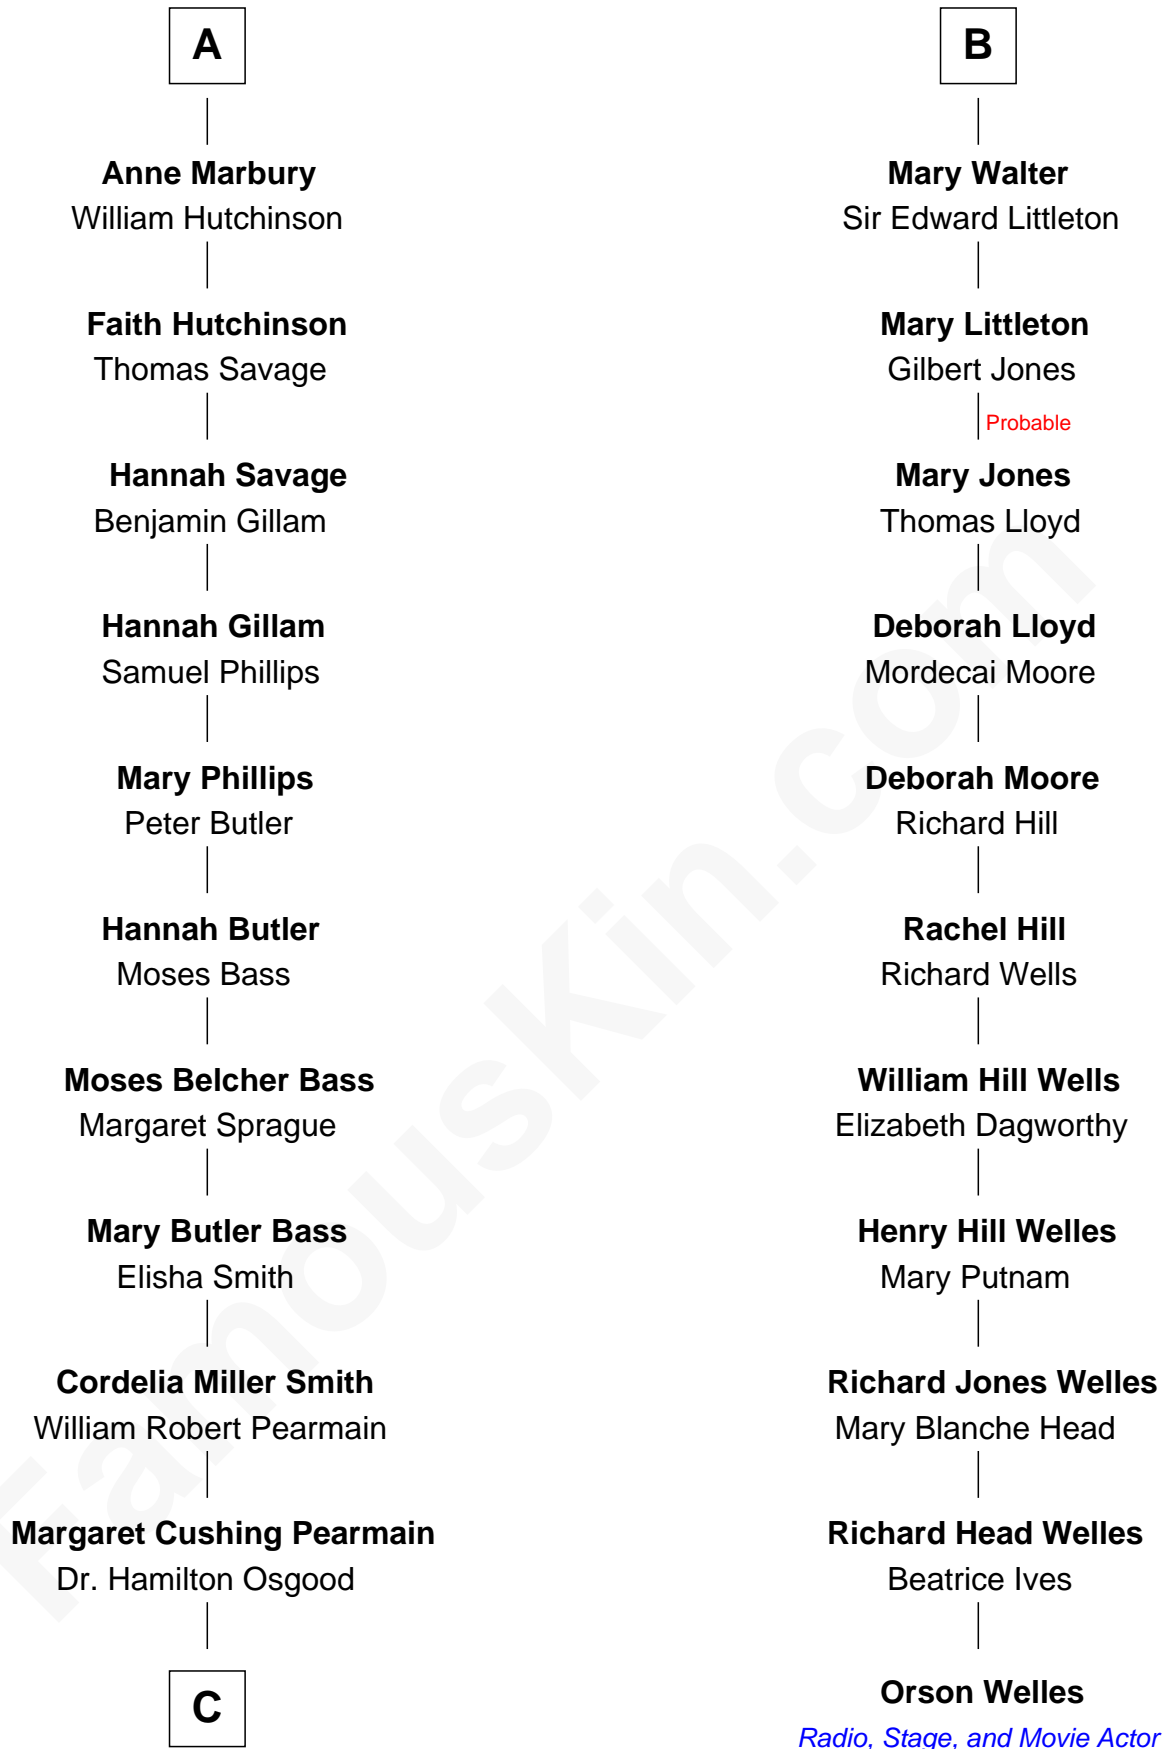 A
Anne Marbury
William Hutchinson
Faith Hutchinson
Thomas Savage
Hannah Savage
Benjamin Gillam
Hannah Gillam
Samuel Phillips
Mary Phillips
Peter Butler
Hannah Butler
Moses Bass
Moses Belcher Bass
Margaret Sprague
Mary Butler Bass
Elisha Smith
Cordelia Miller Smith
William Robert Pearmain
Margaret Cushing Pearmain
Dr. Hamilton Osgood
C
B
Mary Walter
Sir Edward Littleton
Mary Littleton
Gilbert Jones
Probable
Mary Jones
Thomas Lloyd
Deborah Lloyd
Mordecai Moore
Deborah Moore
Richard Hill
Rachel Hill
Richard Wells
William Hill Wells
Elizabeth Dagworthy
Henry Hill Welles
Mary Putnam
Richard Jones Welles
Mary Blanche Head
Richard Head Welles
Beatrice Ives
Orson Welles
Radio, Stage, and Movie Actor
FamousKin.com